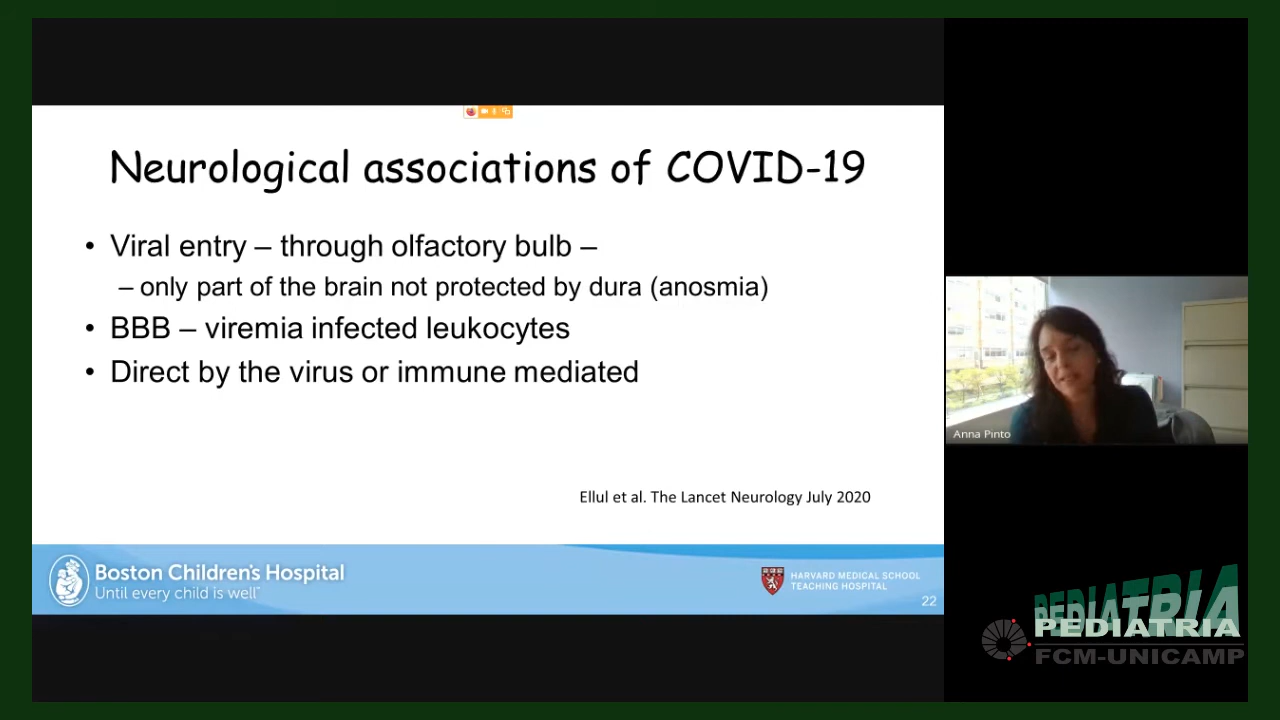 Neurological associations of COVID-19
• Viral entry – through olfactory bulb –
– only part of the brain not protected by dura (anosmia)
• BBB – viremia infected leukocytes
• Direct by the virus or immune mediated
Ellul et al. The Lancet Neurology July 2020
Boston Children's Hospital
Until every child is well™
HARVARD MEDICAL SCHOOL
TEACHING HOSPITAL
22
Anna Pinto
PEDIATRIA
PEDIATRIA
FCM-UNICAMP